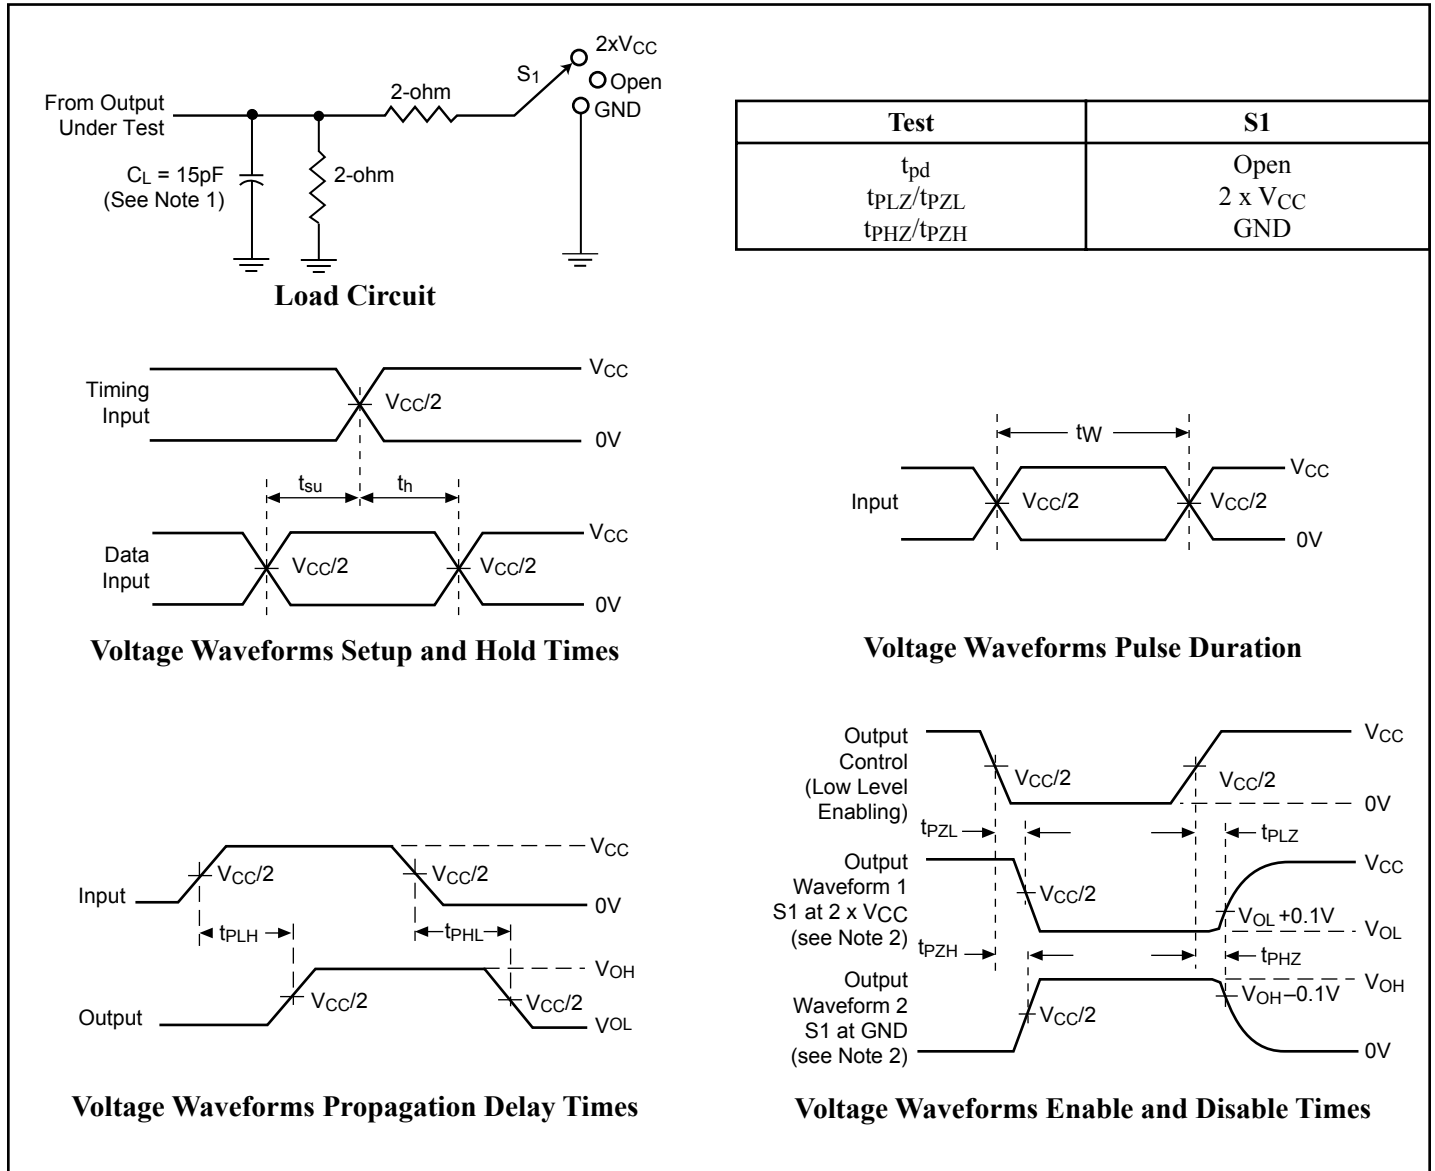 2xVCC
S1
Open
2-ohm
GND
From Output
Under Test
CL = 15pF
(See Note 1)
2-ohm
Load Circuit
Test S1
tpd Open
tPLZ/tPZL 2 x VCC
tPHZ/tPZH GND
Timing
Input
VCC
VCC/2
0V
tsu
th
Data
Input
VCC
VCC/2
VCC/2
0V
Voltage Waveforms Setup and Hold Times
tW
Input
VCC
VCC/2
VCC/2
0V
Voltage Waveforms Pulse Duration
Input
VCC
VCC/2
VCC/2
0V
tPLH
tPHL
Output
VOH
VCC/2
VCC/2
VOL
Voltage Waveforms Propagation Delay Times
Output
Control
(Low Level
Enabling)
VCC
VCC/2
VCC/2
0V
tPZL
tPLZ
Output
Waveform 1
S1 at 2 x VCC
(see Note 2)
VCC
VCC/2
VOL +0.1V
VOL
tPZH
tPHZ
Output
Waveform 2
S1 at GND
(see Note 2)
VOH
VOH –0.1V
VCC/2
0V
Voltage Waveforms Enable and Disable Times